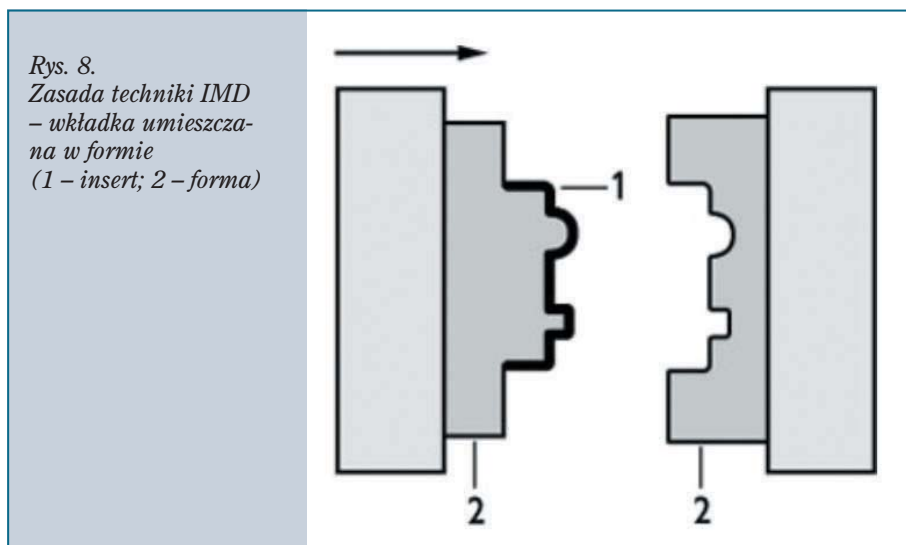 Rys. 8.
Zasada techniki IMD
– wkładka umieszcza-
na w formie
(1 – insert; 2 – forma)
1
2
2